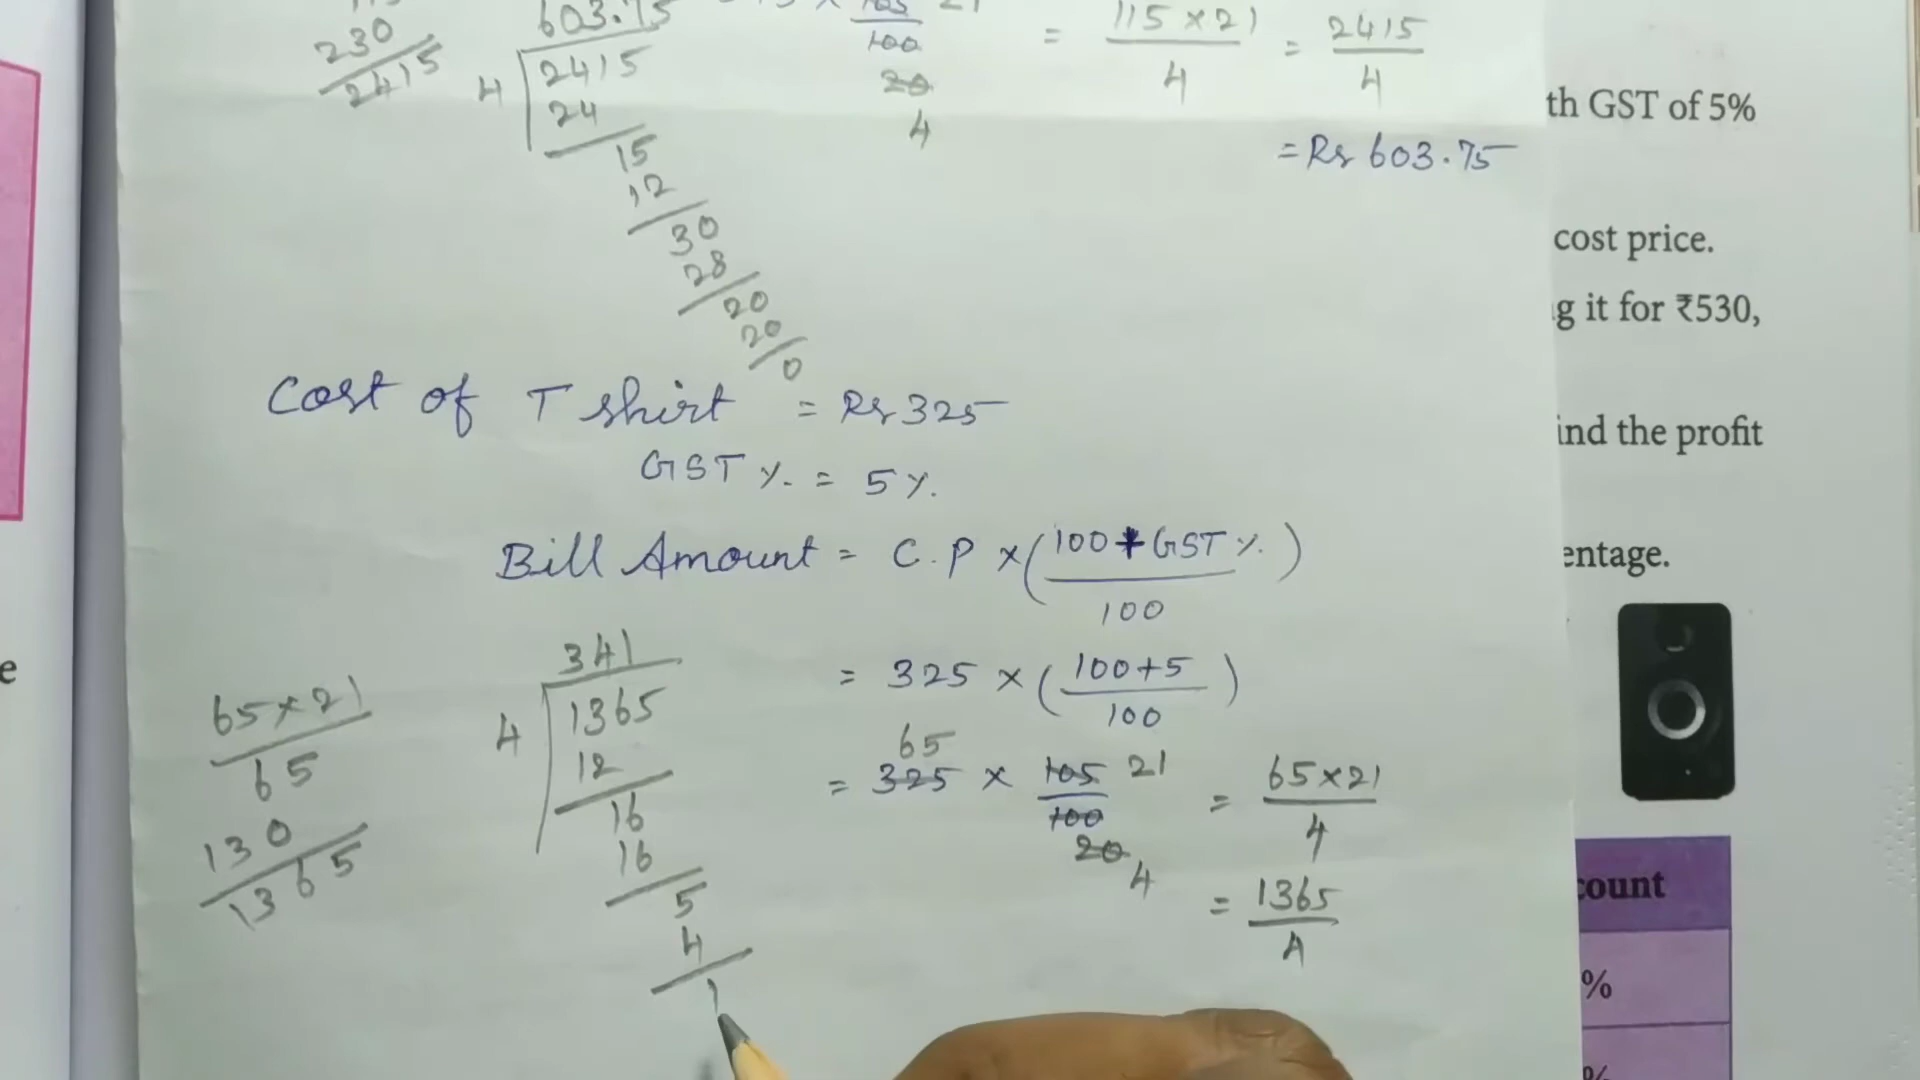 603.75
= 115 × 21 / 4 = 2415 / 4
230
2415
4 2415
24
100
20
4
= Rs 603.75
15
12
30
28
20
20
0
Cost of T shirt = Rs 325
GST % = 5 %.
Bill Amount = C.P × (100 + GST % / 100)
= 325 × (100+5 / 100)
65
= 325 × 105 / 100 21 = 65×21 / 4
20
4
= 1365 / 4
65×21
65
130
1365
341
4 1365
12
16
16
5
4
1
th GST of 5%
cost price.
g it for ₹530,
ind the profit
entage.
count
%
%
e